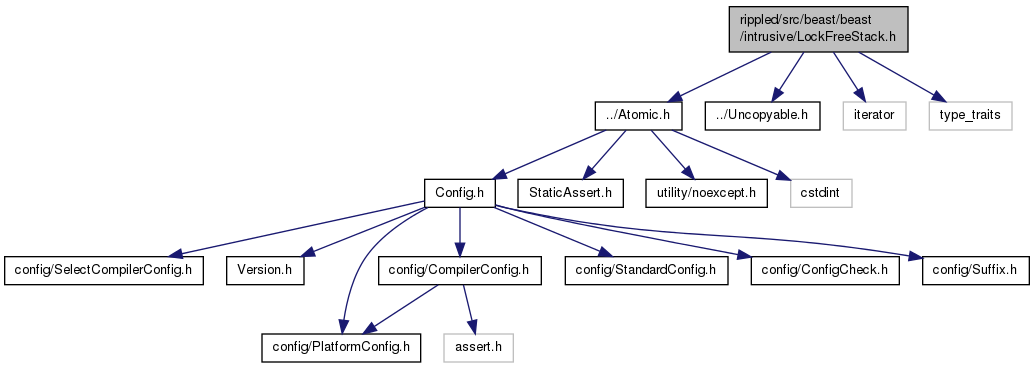 rippled/src/beast/beast
/intrusive/LockFreeStack.h
../Atomic.h
../Uncopyable.h
iterator
type_traits
Config.h
StaticAssert.h
utility/noexcept.h
cstdint
config/SelectCompilerConfig.h
Version.h
config/CompilerConfig.h
config/StandardConfig.h
config/ConfigCheck.h
config/Suffix.h
config/PlatformConfig.h
assert.h